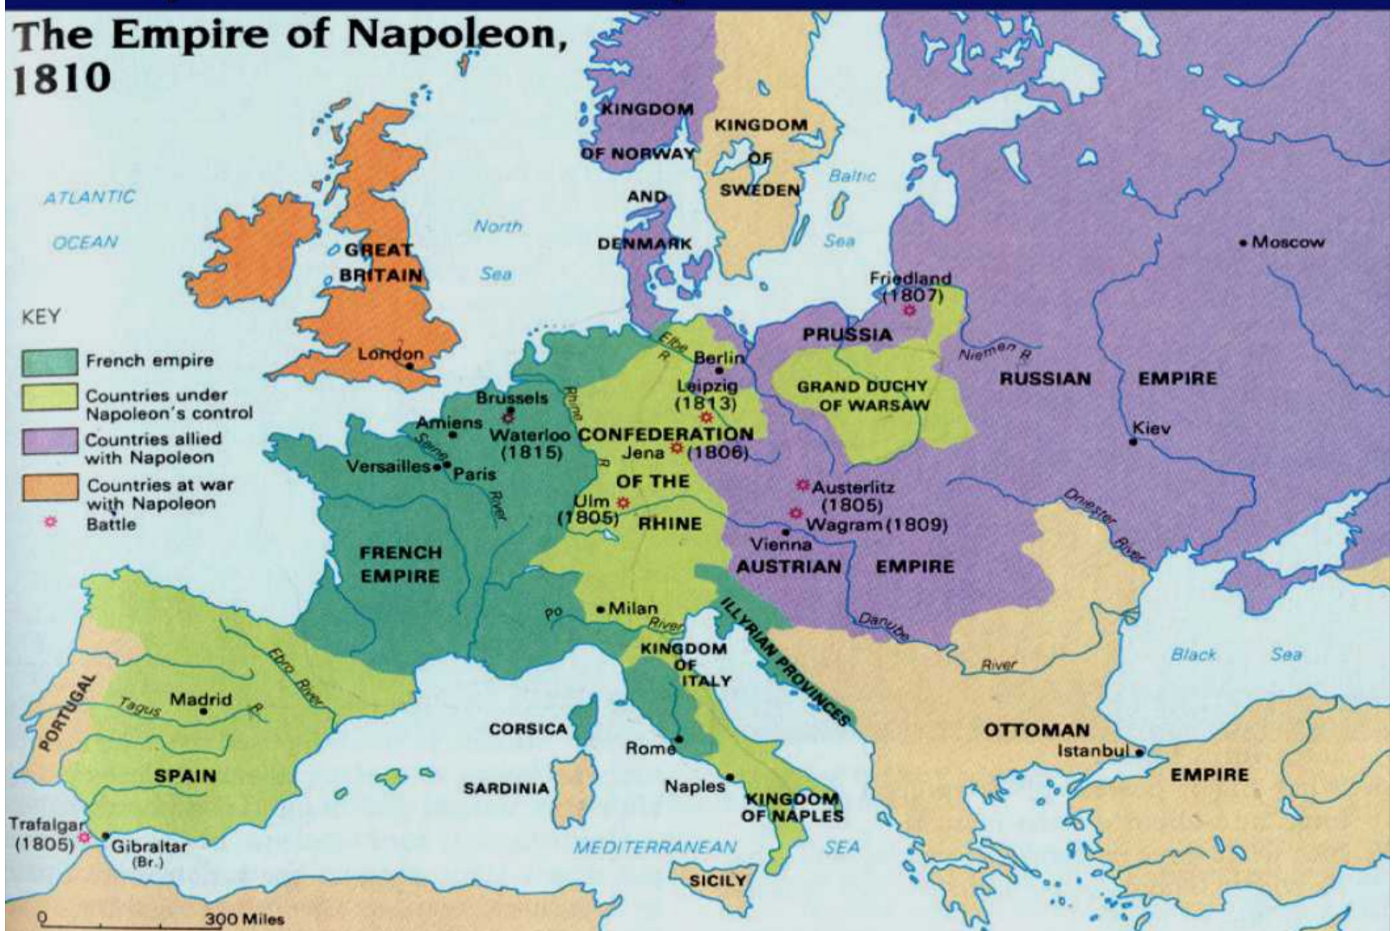 The Empire of Napoleon,
1810
ATLANTIC
OCEAN
North
Sea
Baltic
Sea
KINGDOM
OF NORWAY
AND
DENMARK
KINGDOM
OF
SWEDEN
GREAT
BRITAIN
London
Moscow
KEY
French empire
Countries under
Napoleon's control
Countries allied
with Napoleon
Countries at war
with Napoleon
Battle
Friedland
(1807)
PRUSSIA
Niemen R.
RUSSIAN EMPIRE
Elbe
R.
Berlin
Leipzig
(1813)
GRAND DUCHY
OF WARSAW
Kiev
Brussels
Amiens
Waterloo
(1815)
Seine
River
Versailles
Paris
Rhine
R
CONFEDERATION
OF THE
RHINE
Jena
(1806)
Ulm
(1805)
Austerlitz
(1805)
Wagram (1809)
Vienna
AUSTRIAN EMPIRE
Dniester
River
FRENCH
EMPIRE
Milan
Po
River
ILLYRIAN PROVINCES
Danube
River
KINGDOM
OF
ITALY
Black Sea
Ebro River
Madrid
Tagus
R.
PORTUGAL
SPAIN
CORSICA
Rome
SARDINIA
Naples
KINGDOM
OF NAPLES
OTTOMAN
Istanbul
EMPIRE
Trafalgar
(1805)
Gibraltar
(Br.)
MEDITERRANEAN SEA
SICILY
0 300 Miles